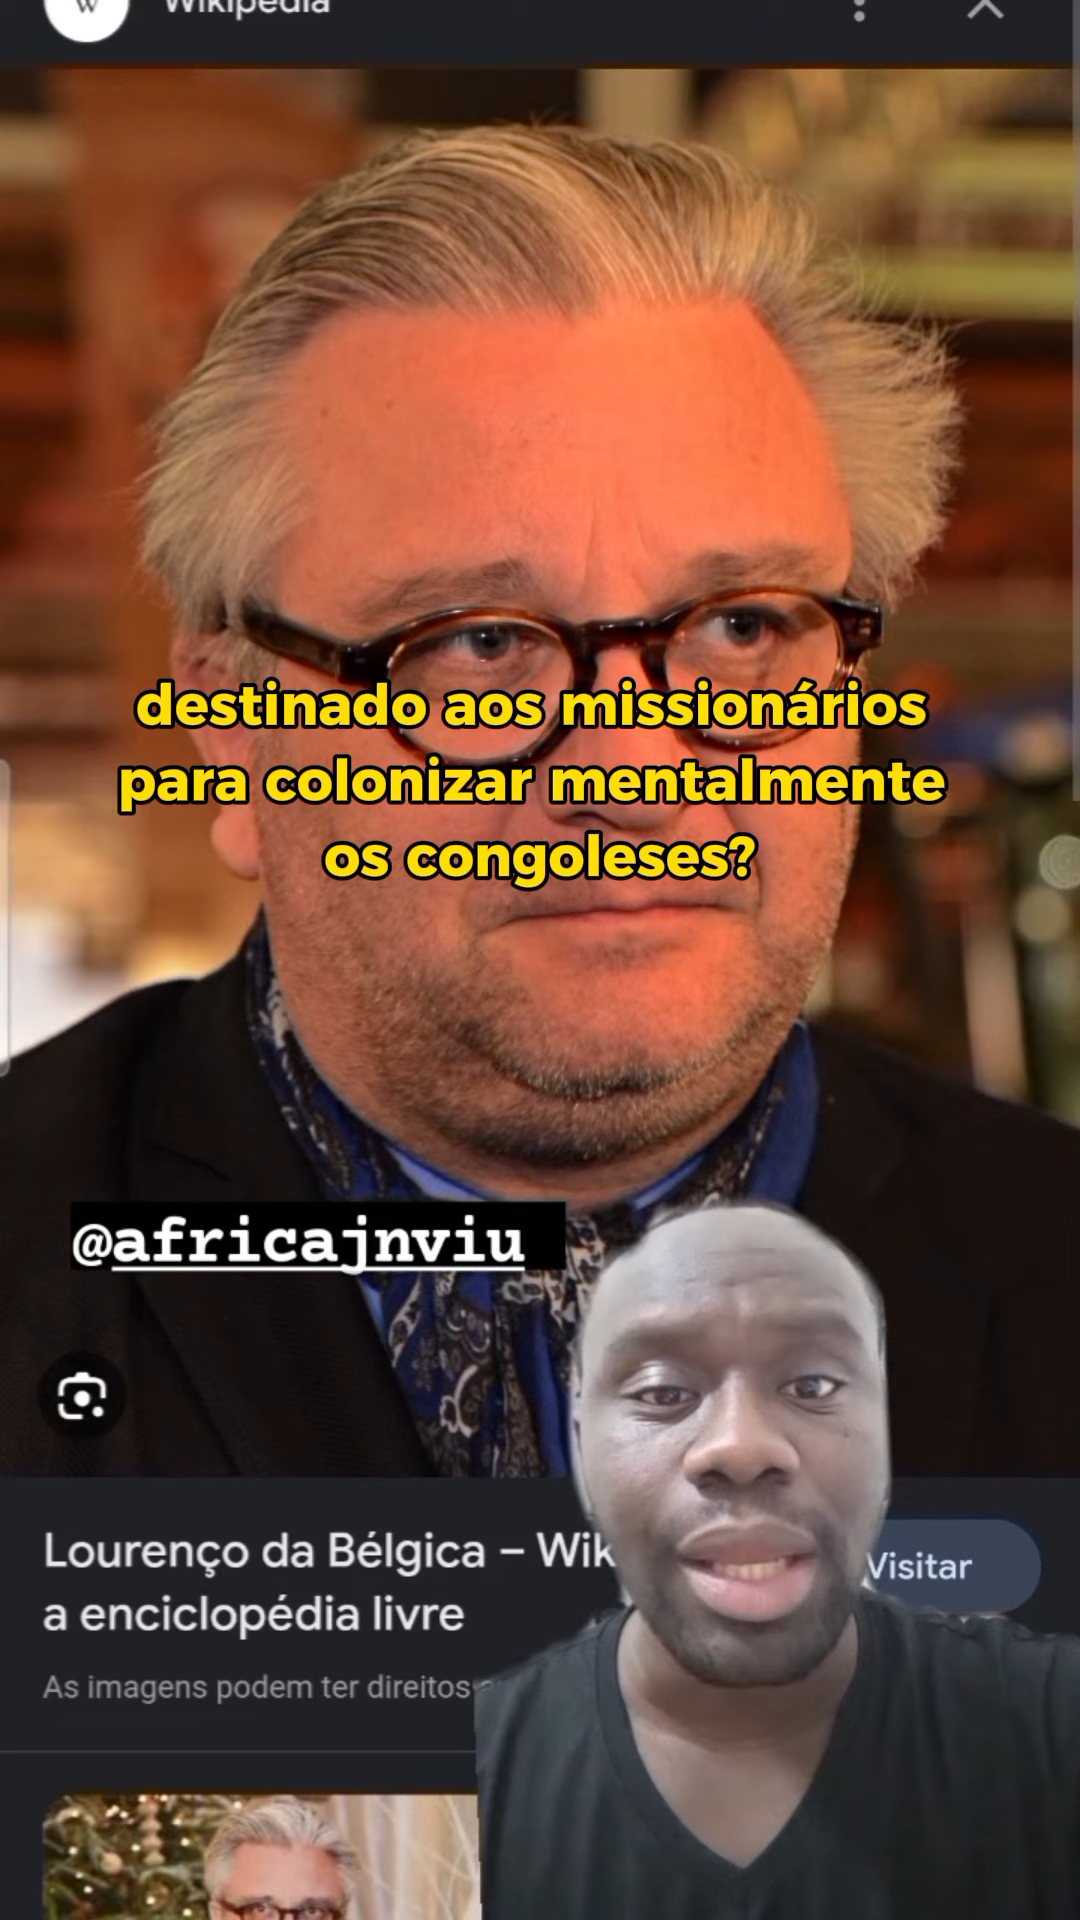 W Wikipedia
destinado aos missionários
para colonizar mentalmente
os congoleses?
@africajnviu
Lourenço da Bélgica – Wik
a enciclopédia livre
Visitar
As imagens podem ter direitos